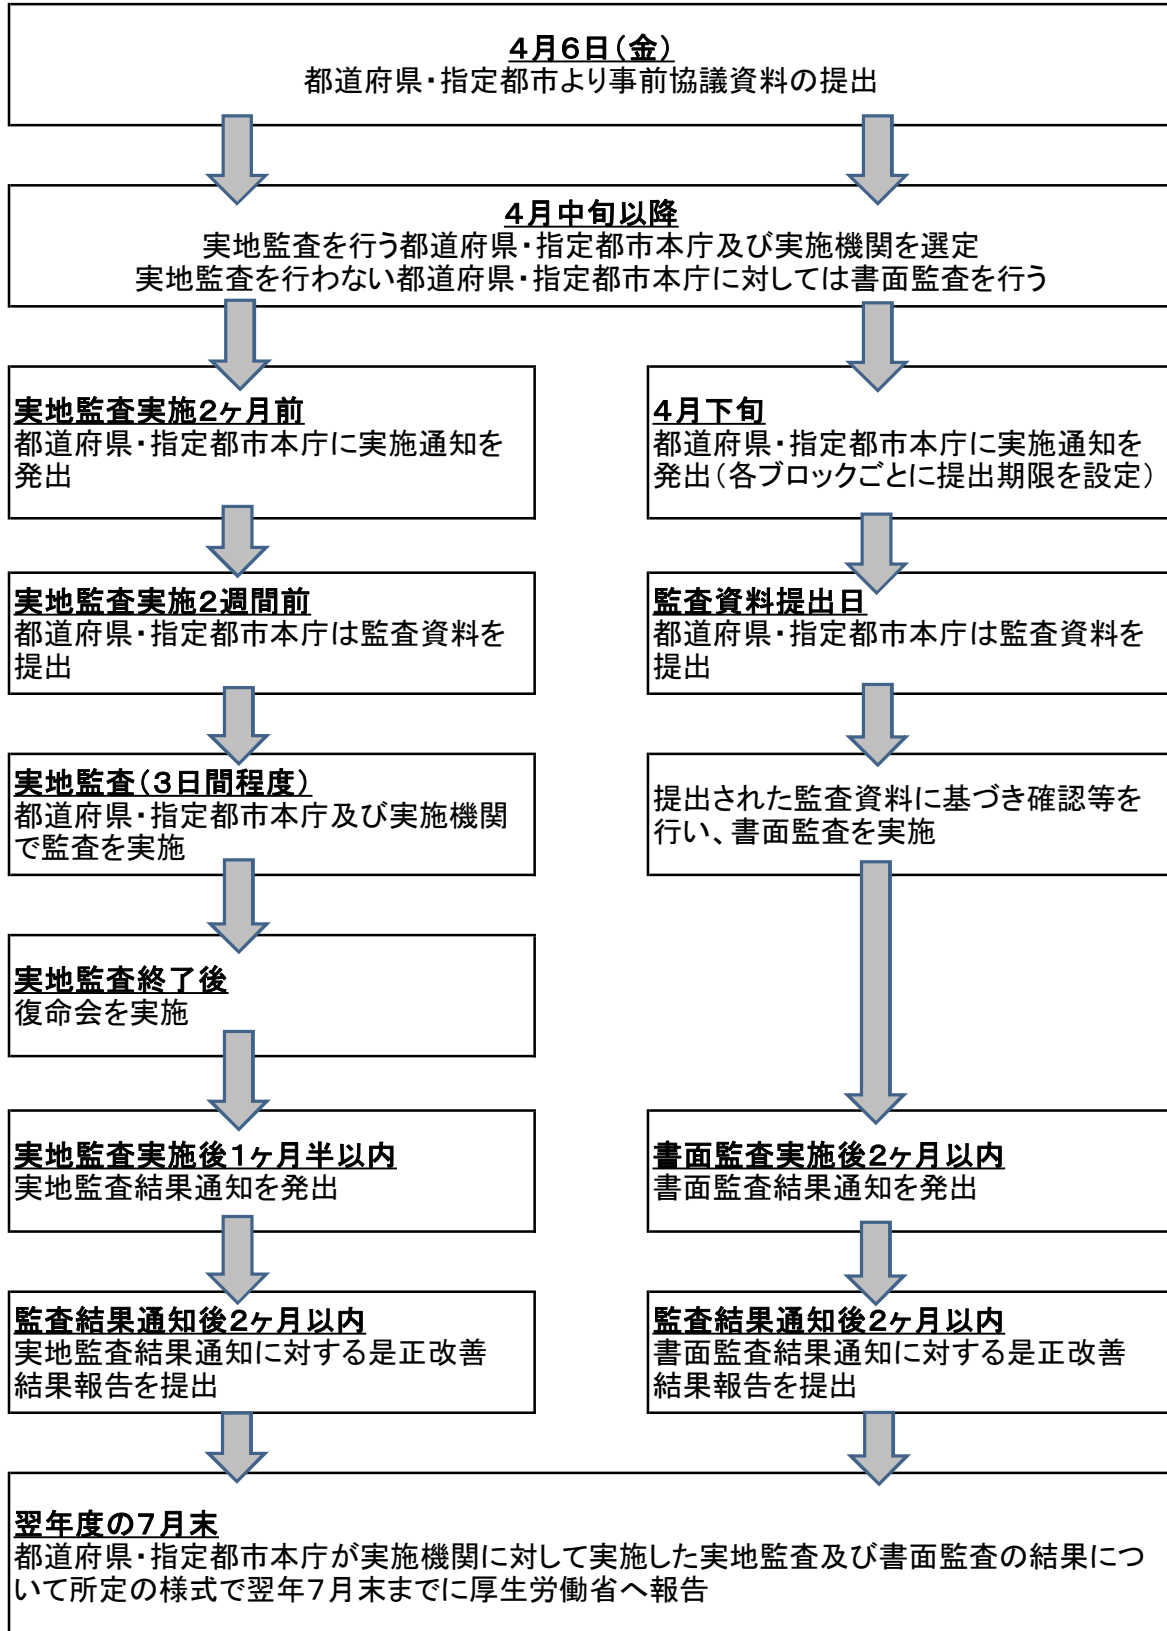 4月6日(金)
都道府県・指定都市より事前協議資料の提出
4月中旬以降
実地監査を行う都道府県・指定都市本庁及び実施機関を選定
実地監査を行わない都道府県・指定都市本庁に対しては書面監査を行う
実地監査実施2ヶ月前
都道府県・指定都市本庁に実施通知を
発出
4月下旬
都道府県・指定都市本庁に実施通知を
発出(各ブロックごとに提出期限を設定)
実地監査実施2週間前
都道府県・指定都市本庁は監査資料を
提出
監査資料提出日
都道府県・指定都市本庁は監査資料を
提出
実地監査(3日間程度)
都道府県・指定都市本庁及び実施機関
で監査を実施
提出された監査資料に基づき確認等を
行い、書面監査を実施
実地監査終了後
復命会を実施
実地監査実施後1ヶ月半以内
実地監査結果通知を発出
書面監査実施後2ヶ月以内
書面監査結果通知を発出
監査結果通知後2ヶ月以内
実地監査結果通知に対する是正改善
結果報告を提出
監査結果通知後2ヶ月以内
書面監査結果通知に対する是正改善
結果報告を提出
翌年度の7月末
都道府県・指定都市本庁が実施機関に対して実施した実地監査及び書面監査の結果につ
いて所定の様式で翌年7月末までに厚生労働省へ報告